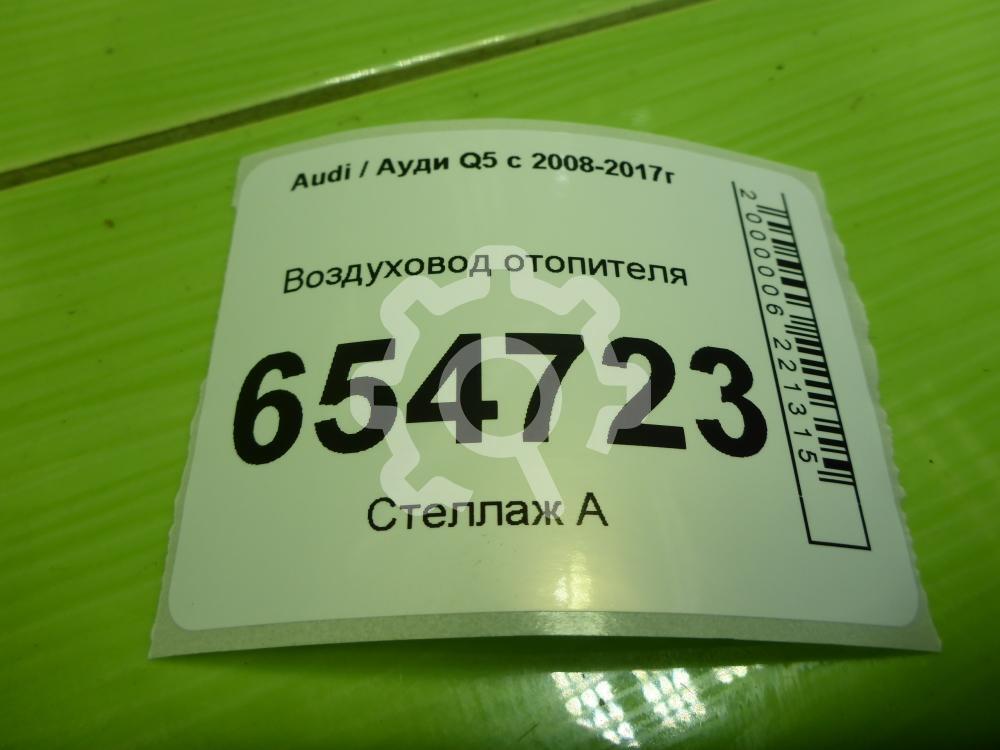 Audi / Ауди Q5 с 2008-2017г
Воздуховод отопителя
654723
Стеллаж А
2000006221315